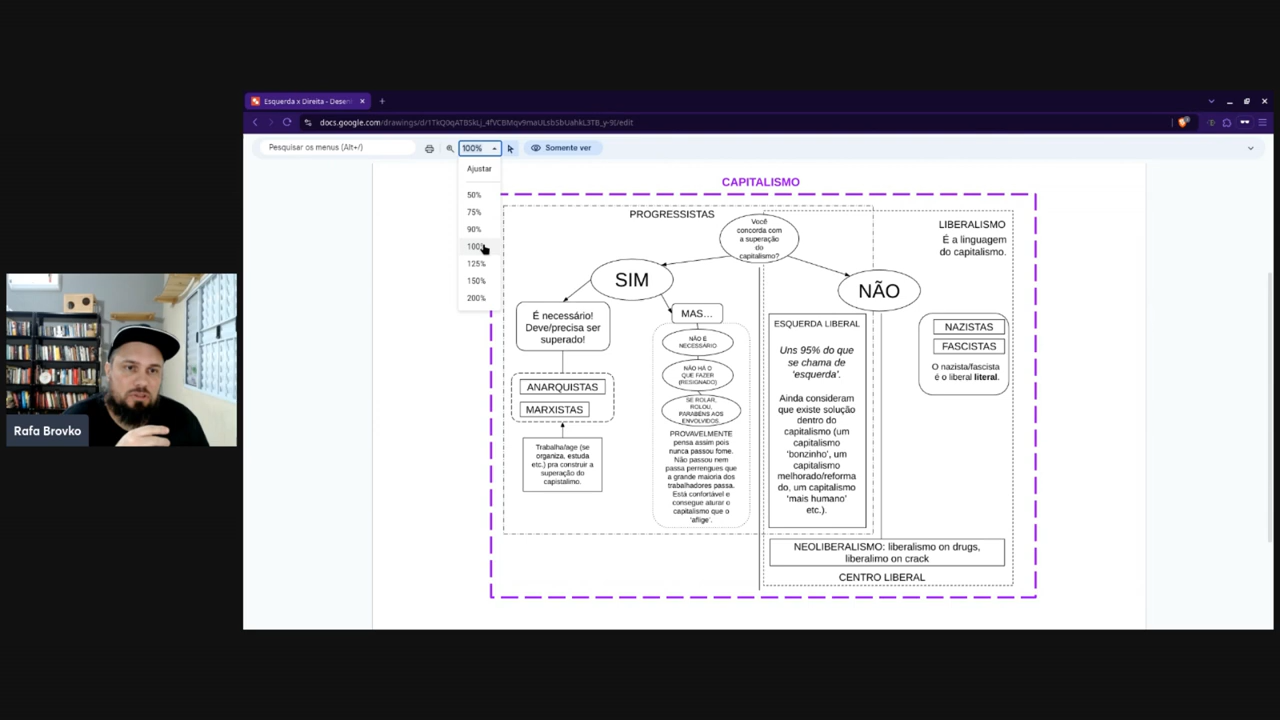 Esquerda x Direita - Desen
docs.google.com/drawings/d/
/edit
Pesquisar os menus (Alt+/)
100%
Somente ver
Ajustar
50%
75%
90%
100%
125%
150%
200%
CAPITALISMO
PROGRESSISTAS
Você
concorda com
a superação
do
capitalismo?
LIBERALISMO
É a linguagem
do capitalismo.
SIM
NÃO
É necessário!
Deve/precisa ser
superado!
MAS...
NÃO É
NECESSÁRIO
NÃO HÁ O
QUE FAZER
(RESIGNADO)
SE ROLAR,
ROLOU,
PARABÉNS AOS
ENVOLVIDOS
ANARQUISTAS
MARXISTAS
Trabalha/age (se
organiza, estuda
etc.) pra construir a
superação do
capistalimo.
PROVAVELMENTE
pensa assim pois
nunca passou fome.
Não passou nem
passa perrengues que
a grande maioria dos
trabalhadores passa.
Está confortável e
consegue aturar o
capitalismo que o
'aflige'.
ESQUERDA LIBERAL
Uns 95% do que
se chama de
'esquerda'.
Ainda consideram
que existe solução
dentro do
capitalismo (um
capitalismo
'bonzinho', um
capitalismo
melhorado/reforma
do, um capitalismo
'mais humano'
etc.).
NAZISTAS
FASCISTAS
O nazista/fascista
é o liberal literal.
NEOLIBERALISMO: liberalismo on drugs,
liberalimo on crack
CENTRO LIBERAL
Rafa Brovko